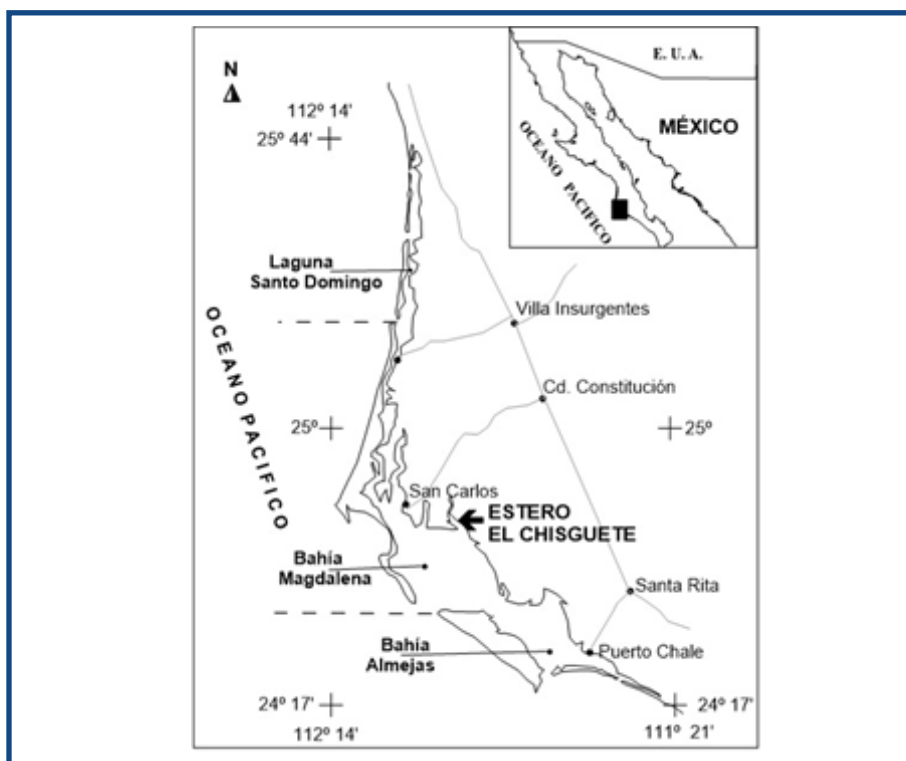 E. U. A.
MÉXICO
OCEANO PACIFICO
N
112º 14'
25º 44'
Laguna
Santo Domingo
Villa Insurgentes
OCEANO PACIFICO
Cd. Constitución
25º
25º
San Carlos
ESTERO
EL CHISGUETE
Bahía
Magdalena
Santa Rita
Bahía
Almejas
Puerto Chale
24º 17'
112º 14'
24º 17'
111º 21'